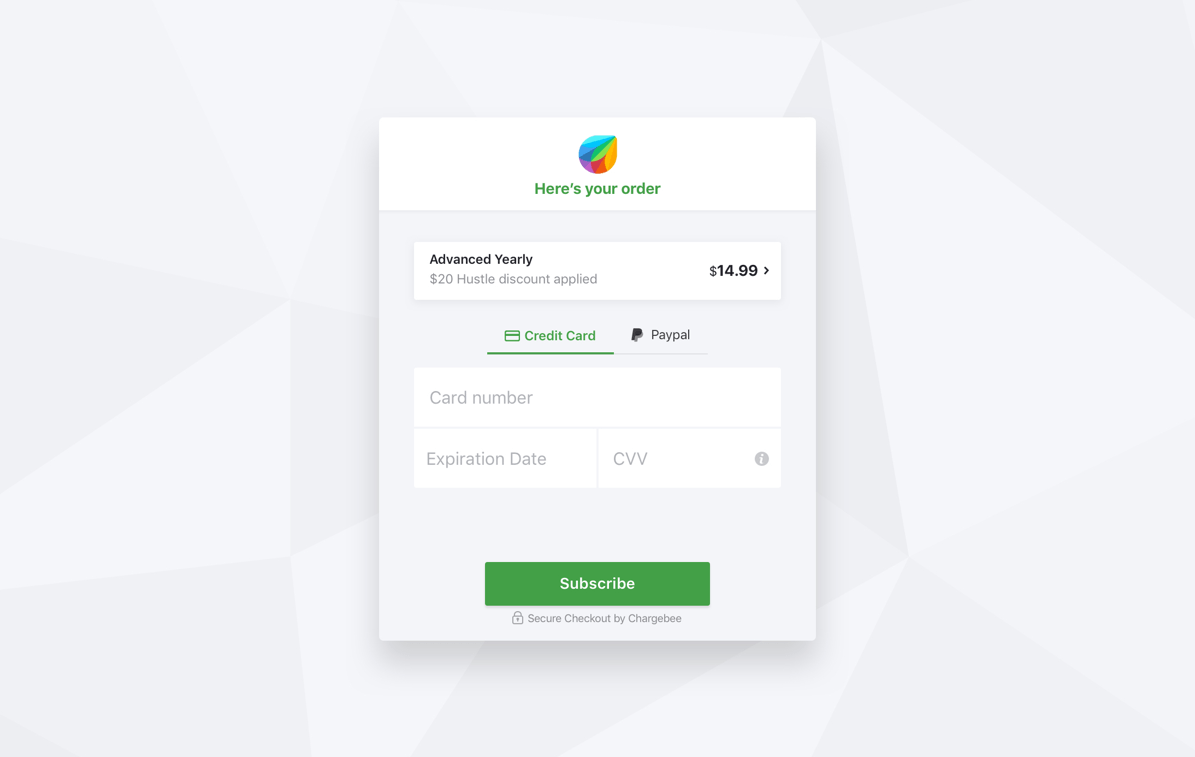 Here's your order
Advanced Yearly
$20 Hustle discount applied
$14.99
Credit Card
Paypal
Card number
Expiration Date
CVV
Subscribe
Secure Checkout by Chargebee